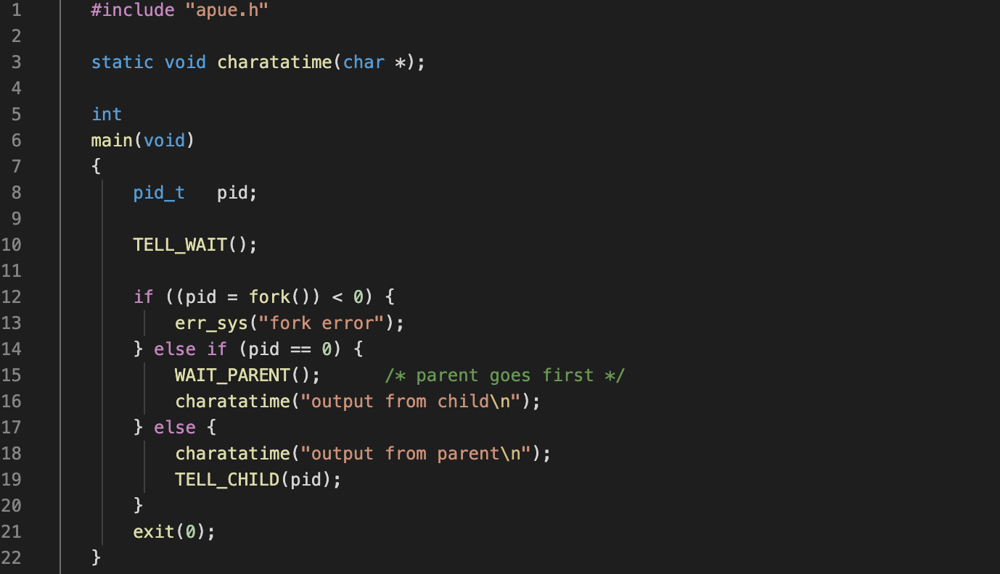 1 #include "apue.h"
2
3 static void charatatime(char *);
4
5 int
6 main(void)
7 {
8     pid_t   pid;
9
10     TELL_WAIT();
11
12     if ((pid = fork()) < 0) {
13         err_sys("fork error");
14     } else if (pid == 0) {
15         WAIT_PARENT();      /* parent goes first */
16         charatatime("output from child\n");
17     } else {
18         charatatime("output from parent\n");
19         TELL_CHILD(pid);
20     }
21     exit(0);
22 }